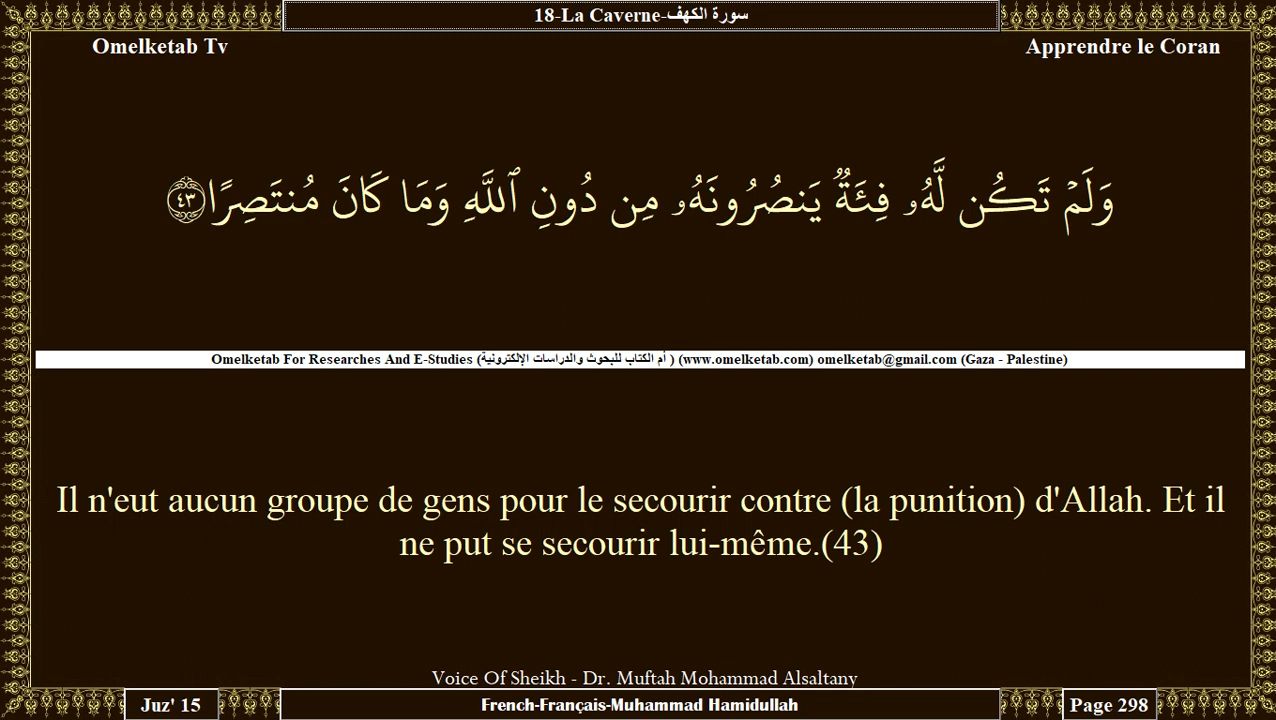 18-La Caverne-سورة الكهف
Omelketab Tv
Apprendre le Coran
وَلَمْ تَكُن لَّهُۥ فِئَةٌۭ يَنصُرُونَهُۥ مِن دُونِ ٱللَّهِ وَمَا كَانَ مُنتَصِرًا ٤٣
Omelketab For Researches And E-Studies (أم الكتاب للبحوث والدراسات الإلكترونية ) (www.omelketab.com) omelketab@gmail.com (Gaza - Palestine)
Il n'eut aucun groupe de gens pour le secourir contre (la punition) d'Allah. Et il
ne put se secourir lui-même.(43)
Voice Of Sheikh - Dr. Muftah Mohammad Alsaltany
Juz' 15
French-Français-Muhammad Hamidullah
Page 298